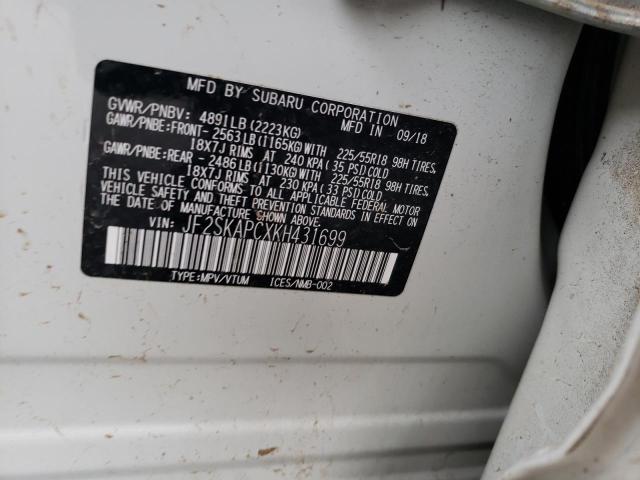 MFD BY SUBARU CORPORATION
GVWR/PNBV: 4891LB(2223KG) MFD IN 09/18
GAWR/PNBE:FRONT- 2563LB(1165KG)WITH 225/55R18 98H TIRES,
18X7J RIMS AT 240 KPA(35 PSI)COLD
GAWR/PNBE:REAR - 2486LB(1130KG)WITH 225/55R18 98H TIRES,
18X7J RIMS AT 230 KPA(33 PSI)COLD
THIS VEHICLE CONFORMS TO ALL APPLICABLE FEDERAL MOTOR
VEHICLE SAFETY AND THEFT PREVENTION STANDARDS IN EFFECT ON
THE DATE OF MANUFACTURE SHOWN ABOVE.
VIN: JF2SKAPCXKH431699
TYPE:MPV/VTUM ICES/NMB-002